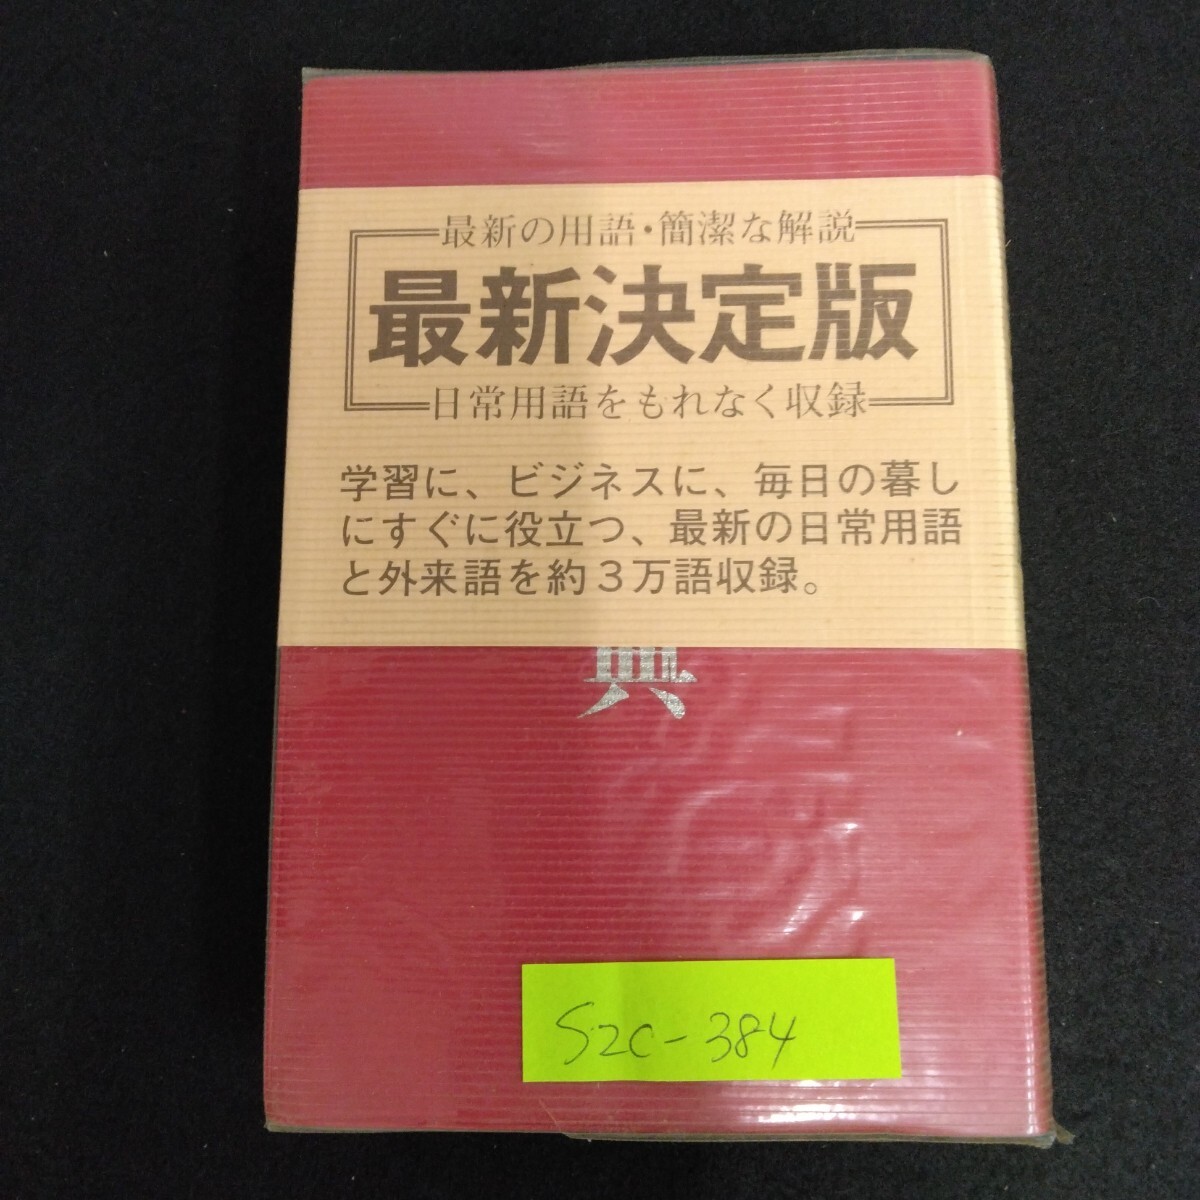 最新の用語・簡潔な解説
最新決定版
日常用語をもれなく収録
学習に、ビジネスに、毎日の暮し
にすぐに役立つ、最新の日常用語
と外来語を約3万語収録。
典
S2C-384